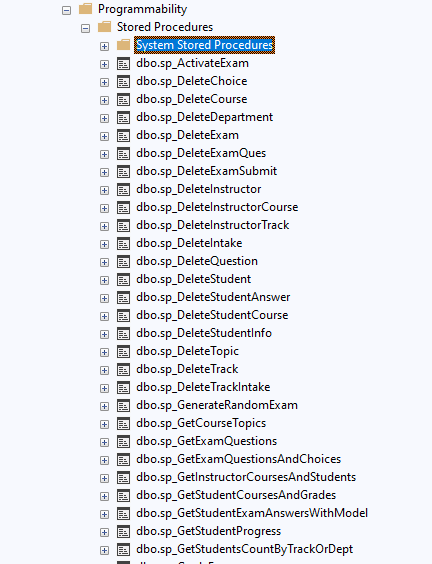 Programmability
Stored Procedures
System Stored Procedures
dbo.sp_ActivateExam
dbo.sp_DeleteChoice
dbo.sp_DeleteCourse
dbo.sp_DeleteDepartment
dbo.sp_DeleteExam
dbo.sp_DeleteExamQues
dbo.sp_DeleteExamSubmit
dbo.sp_DeleteInstructor
dbo.sp_DeleteInstructorCourse
dbo.sp_DeleteInstructorTrack
dbo.sp_DeleteIntake
dbo.sp_DeleteQuestion
dbo.sp_DeleteStudent
dbo.sp_DeleteStudentAnswer
dbo.sp_DeleteStudentCourse
dbo.sp_DeleteStudentInfo
dbo.sp_DeleteTopic
dbo.sp_DeleteTrack
dbo.sp_DeleteTrackIntake
dbo.sp_GenerateRandomExam
dbo.sp_GetCourseTopics
dbo.sp_GetExamQuestions
dbo.sp_GetExamQuestionsAndChoices
dbo.sp_GetInstructorCoursesAndStudents
dbo.sp_GetStudentCoursesAndGrades
dbo.sp_GetStudentExamAnswersWithModel
dbo.sp_GetStudentProgress
dbo.sp_GetStudentsCountByTrackOrDept